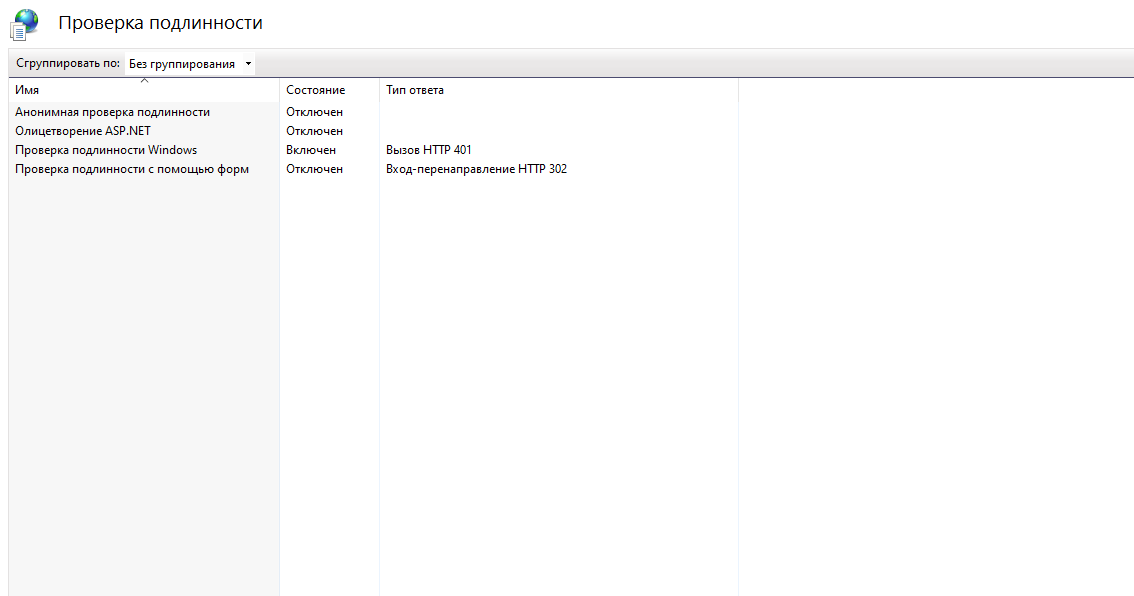 Проверка подлинности
Сгруппировать по: Без группирования
Имя Состояние Тип ответа
Анонимная проверка подлинности Отключен
Олицетворение ASP.NET Отключен
Проверка подлинности Windows Включен Вызов HTTP 401
Проверка подлинности с помощью форм Отключен Вход-перенаправление HTTP 302